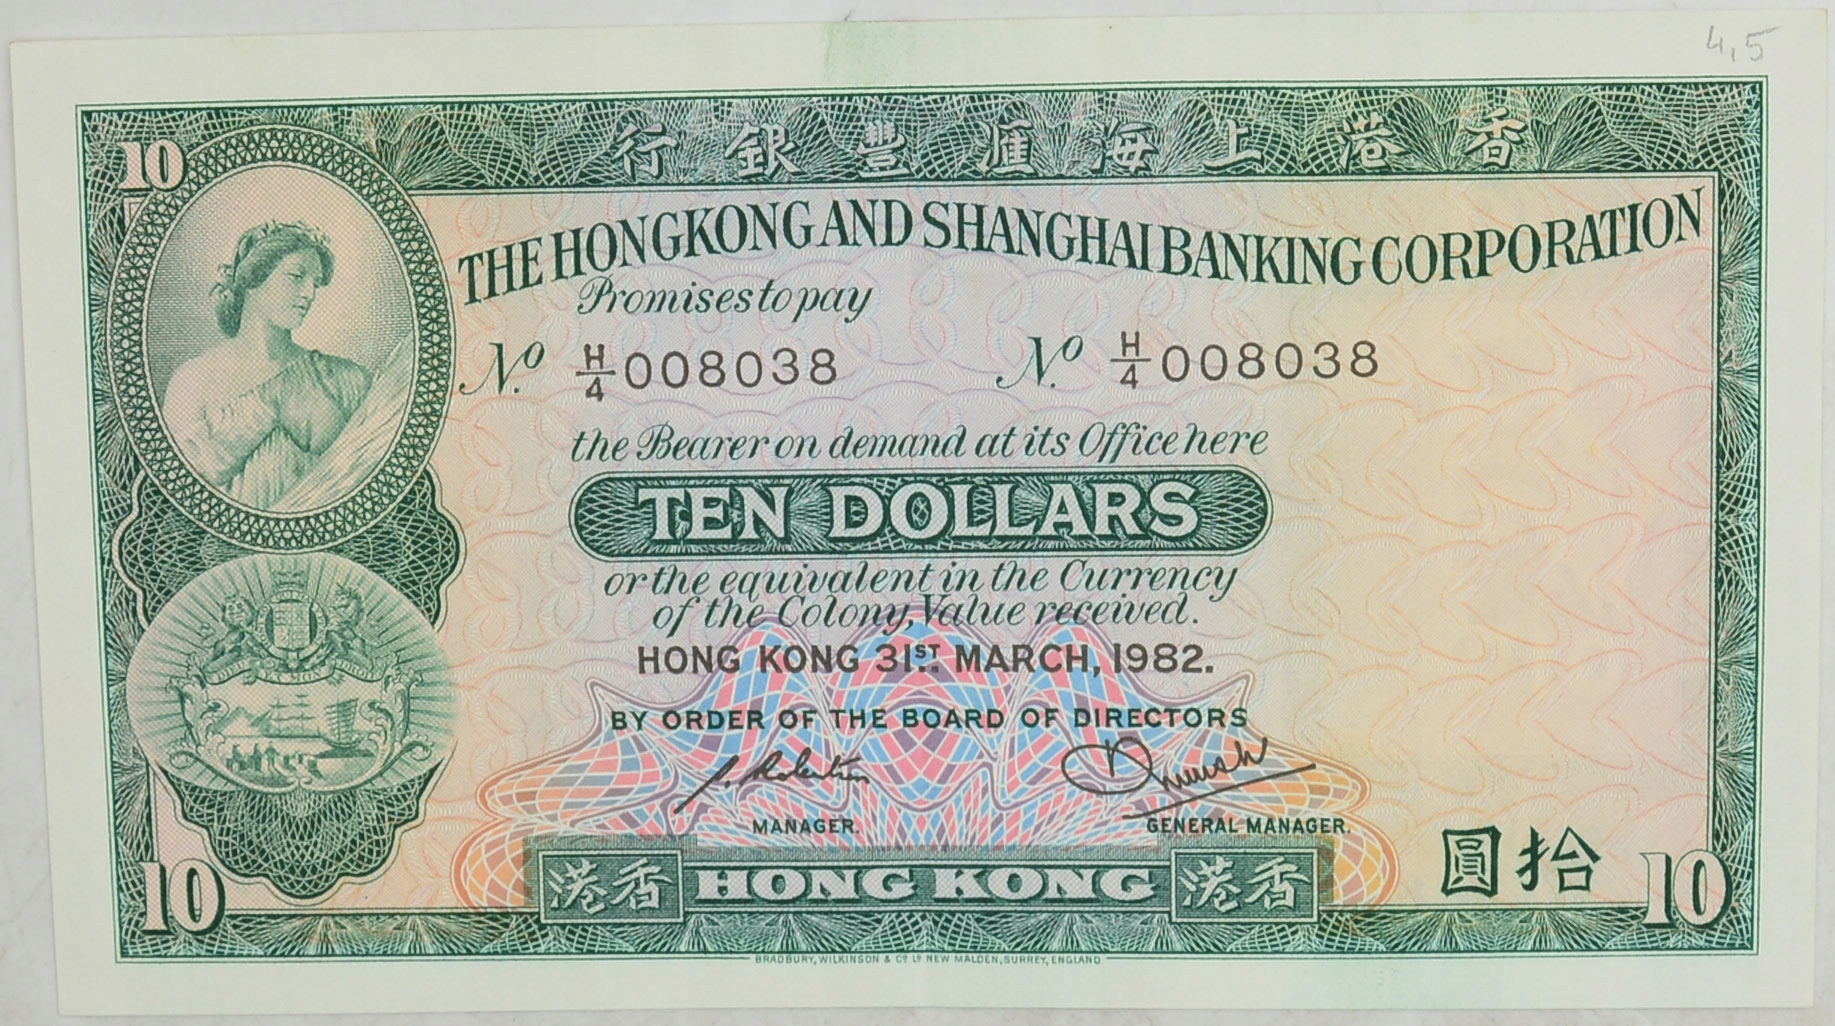 4,5
10
行銀豐滙海上港香
THE HONGKONG AND SHANGHAI BANKING CORPORATION
Promises to pay
No. H/4 008038 No. H/4 008038
the Bearer on demand at its Office here
TEN DOLLARS
or the equivalent in the Currency
of the Colony, Value received.
HONG KONG 31ST MARCH, 1982.
BY ORDER OF THE BOARD OF DIRECTORS
MANAGER. GENERAL MANAGER.
圓拾
10 港香 HONG KONG 港香 10
BRADBURY, WILKINSON & Co. Ld. NEW MALDEN, SURREY, ENGLAND